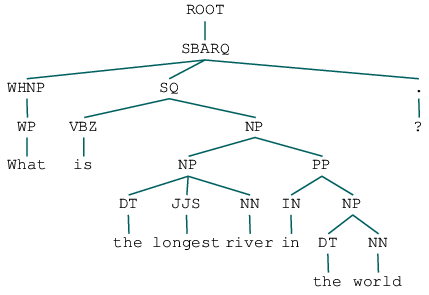 ROOT
SBARQ
WHNP SQ .
WP VBZ NP ?
What is NP PP
DT JJS NN IN NP
the longest river in DT NN
the world